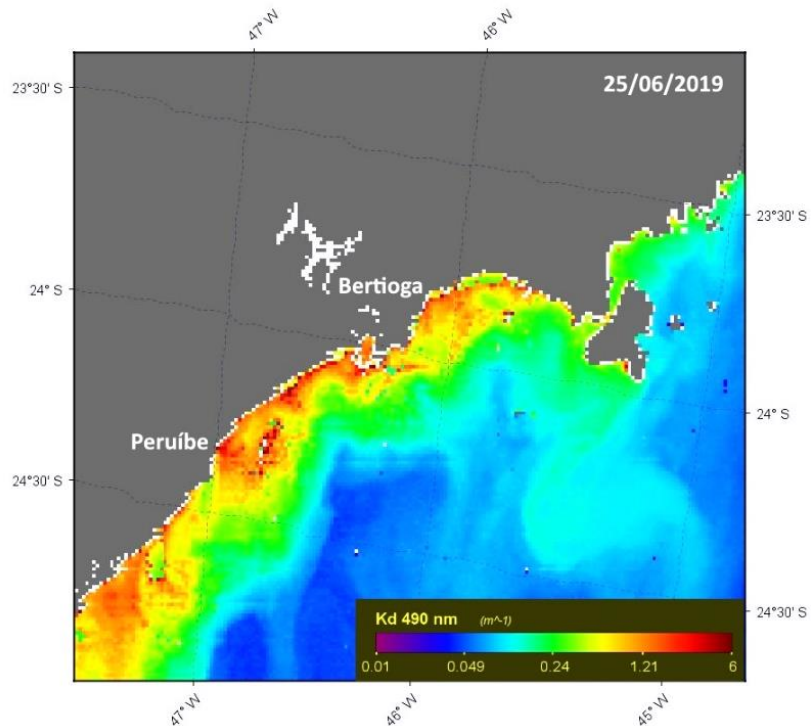 47° W
46° W
23°30' S
25/06/2019
23°30' S
24° S
Bertioga
24° S
Peruíbe
24°30' S
24°30' S
Kd 490 nm (m^-1)
0.01 0.049 0.24 1.21 6
47° W
46° W
45° W